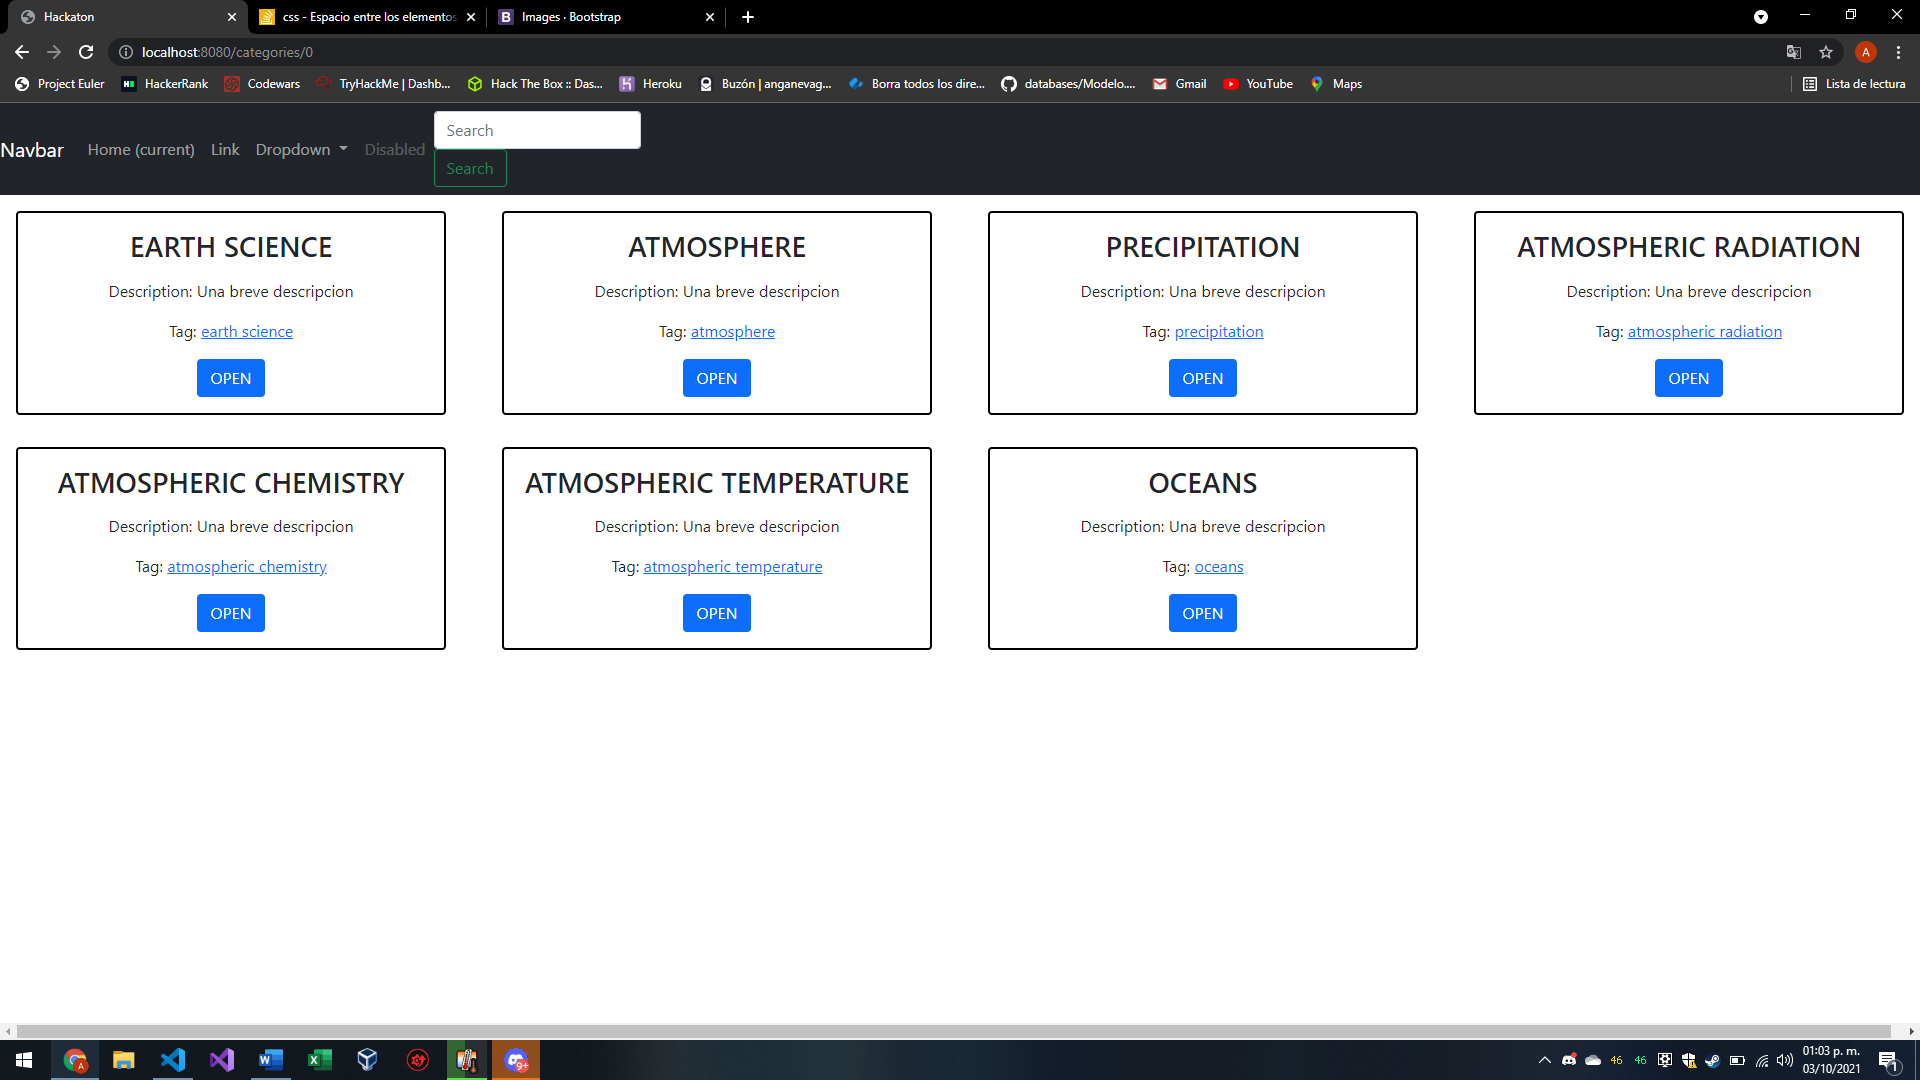 Hackaton
css - Espacio entre los elementos
Images · Bootstrap
localhost:8080/categories/0
A
Project Euler
HackerRank
Codewars
TryHackMe | Dashb...
Hack The Box :: Das...
Heroku
Buzón | anganevag...
Borra todos los dire...
databases/Modelo....
Gmail
YouTube
Maps
Lista de lectura
Navbar
Home (current)
Link
Dropdown
Disabled
Search
Search
EARTH SCIENCE
Description: Una breve descripcion
Tag: earth science
OPEN
ATMOSPHERE
Description: Una breve descripcion
Tag: atmosphere
OPEN
PRECIPITATION
Description: Una breve descripcion
Tag: precipitation
OPEN
ATMOSPHERIC RADIATION
Description: Una breve descripcion
Tag: atmospheric radiation
OPEN
ATMOSPHERIC CHEMISTRY
Description: Una breve descripcion
Tag: atmospheric chemistry
OPEN
ATMOSPHERIC TEMPERATURE
Description: Una breve descripcion
Tag: atmospheric temperature
OPEN
OCEANS
Description: Una breve descripcion
Tag: oceans
OPEN
46
46
01:03 p. m.
03/10/2021
9+
1